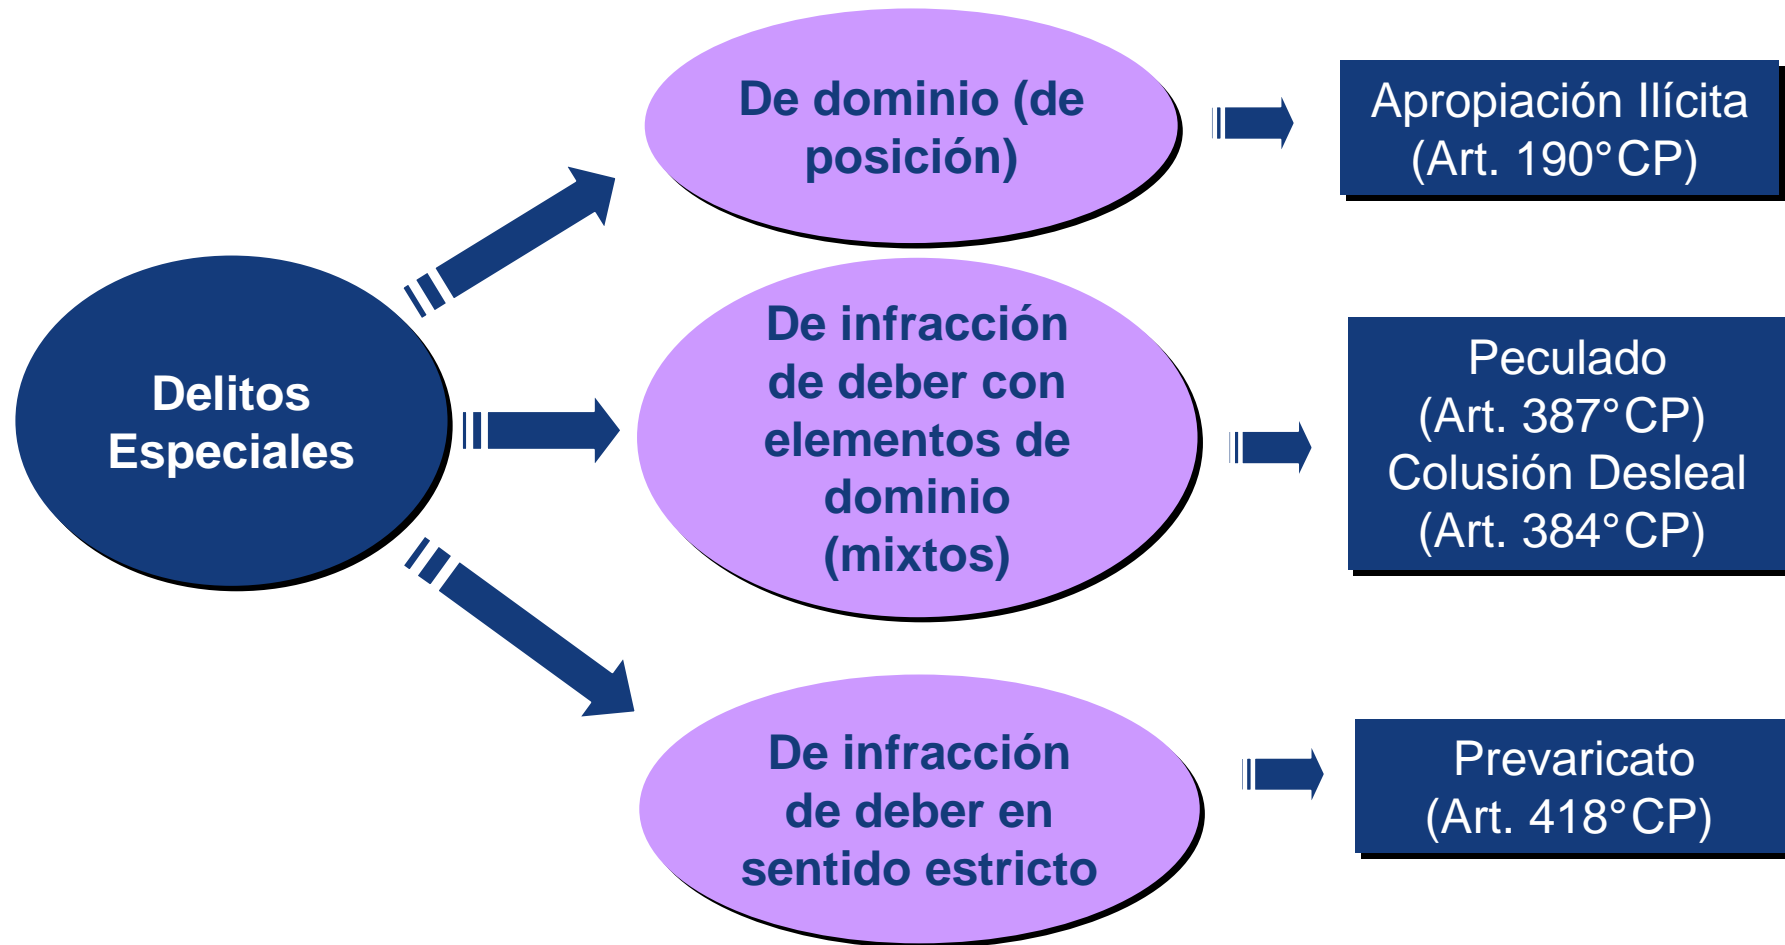 Delitos
Especiales
De dominio (de
posición)
Apropiación Ilícita
(Art. 190°CP)
De infracción
de deber con
elementos de
dominio
(mixtos)
Peculado
(Art. 387°CP)
Colusión Desleal
(Art. 384°CP)
De infracción
de deber en
sentido estricto
Prevaricato
(Art. 418°CP)